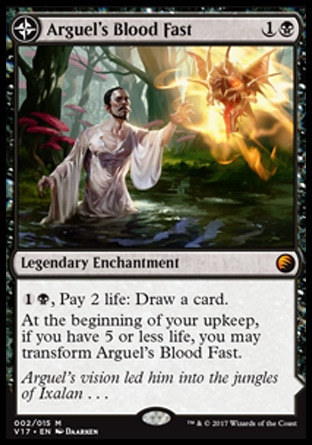 Arguel's Blood Fast 1
Legendary Enchantment
1 , Pay 2 life: Draw a card.
At the beginning of your upkeep,
if you have 5 or less life, you may
transform Arguel's Blood Fast.
Arguel's vision led him into the jungles
of Ixalan . . .
002/015 M
V17 • EN DAARKEN
™ & © 2017 Wizards of the Coast